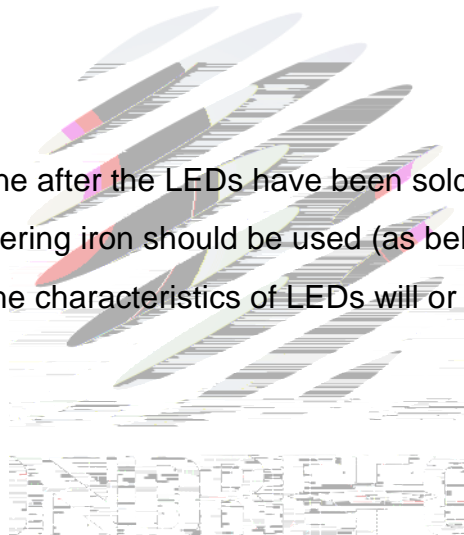 ne after the LEDs have been sold
ering iron should be used (as bel
ne characteristics of LEDs will or